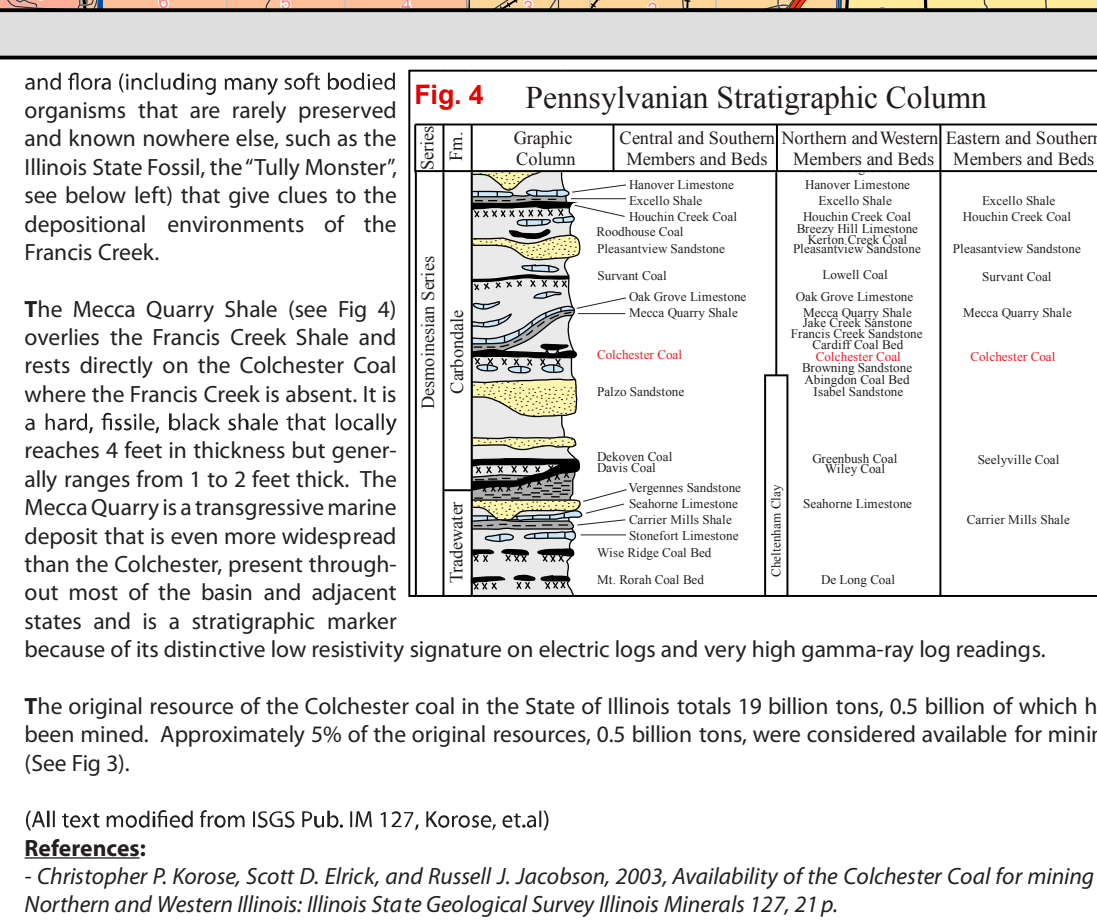 6 5 4 3 2
and flora (including many soft bodied
organisms that are rarely preserved
and known nowhere else, such as the
Illinois State Fossil, the "Tully Monster",
see below left) that give clues to the
depositional environments of the
Francis Creek.
The Mecca Quarry Shale (see Fig 4)
overlies the Francis Creek Shale and
rests directly on the Colchester Coal
where the Francis Creek is absent. It is
a hard, fissile, black shale that locally
reaches 4 feet in thickness but gener-
ally ranges from 1 to 2 feet thick. The
Mecca Quarry is a transgressive marine
deposit that is even more widespread
than the Colchester, present through-
out most of the basin and adjacent
states and is a stratigraphic marker
because of its distinctive low resistivity signature on electric logs and very high gamma-ray log readings.
Fig. 4 Pennsylvanian Stratigraphic Column
Series
Fm.
Graphic
Column
Central and Southern
Members and Beds
Northern and Western
Members and Beds
Eastern and Southern
Members and Beds
Desmoinesian Series
Carbondale
Tradewater
Hanover Limestone
Excello Shale
Houchin Creek Coal
Roodhouse Coal
Pleasantview Sandstone
Survant Coal
Oak Grove Limestone
Mecca Quarry Shale
Colchester Coal
Palzo Sandstone
Dekoven Coal
Davis Coal
Vergennes Sandstone
Seahorne Limestone
Carrier Mills Shale
Stonefort Limestone
Wise Ridge Coal Bed
Mt. Rorah Coal Bed
Cheltenham Clay
Hanover Limestone
Excello Shale
Houchin Creek Coal
Breezy Hill Limestone
Kerton Creek Coal
Pleasantview Sandstone
Lowell Coal
Oak Grove Limestone
Mecca Quarry Shale
Jake Creek Sanstone
Francis Creek Sandstone
Cardiff Coal Bed
Colchester Coal
Browning Sandstone
Abingdon Coal Bed
Isabel Sandstone
Greenbush Coal
Wiley Coal
Seahorne Limestone
De Long Coal
Excello Shale
Houchin Creek Coal
Pleasantview Sandstone
Survant Coal
Mecca Quarry Shale
Colchester Coal
Seelyville Coal
Carrier Mills Shale
The original resource of the Colchester coal in the State of Illinois totals 19 billion tons, 0.5 billion of which h
been mined. Approximately 5% of the original resources, 0.5 billion tons, were considered available for minin
(See Fig 3).
(All text modified from ISGS Pub. IM 127, Korose, et.al)
References:
- Christopher P. Korose, Scott D. Elrick, and Russell J. Jacobson, 2003, Availability of the Colchester Coal for mining
Northern and Western Illinois: Illinois State Geological Survey Illinois Minerals 127, 21 p.